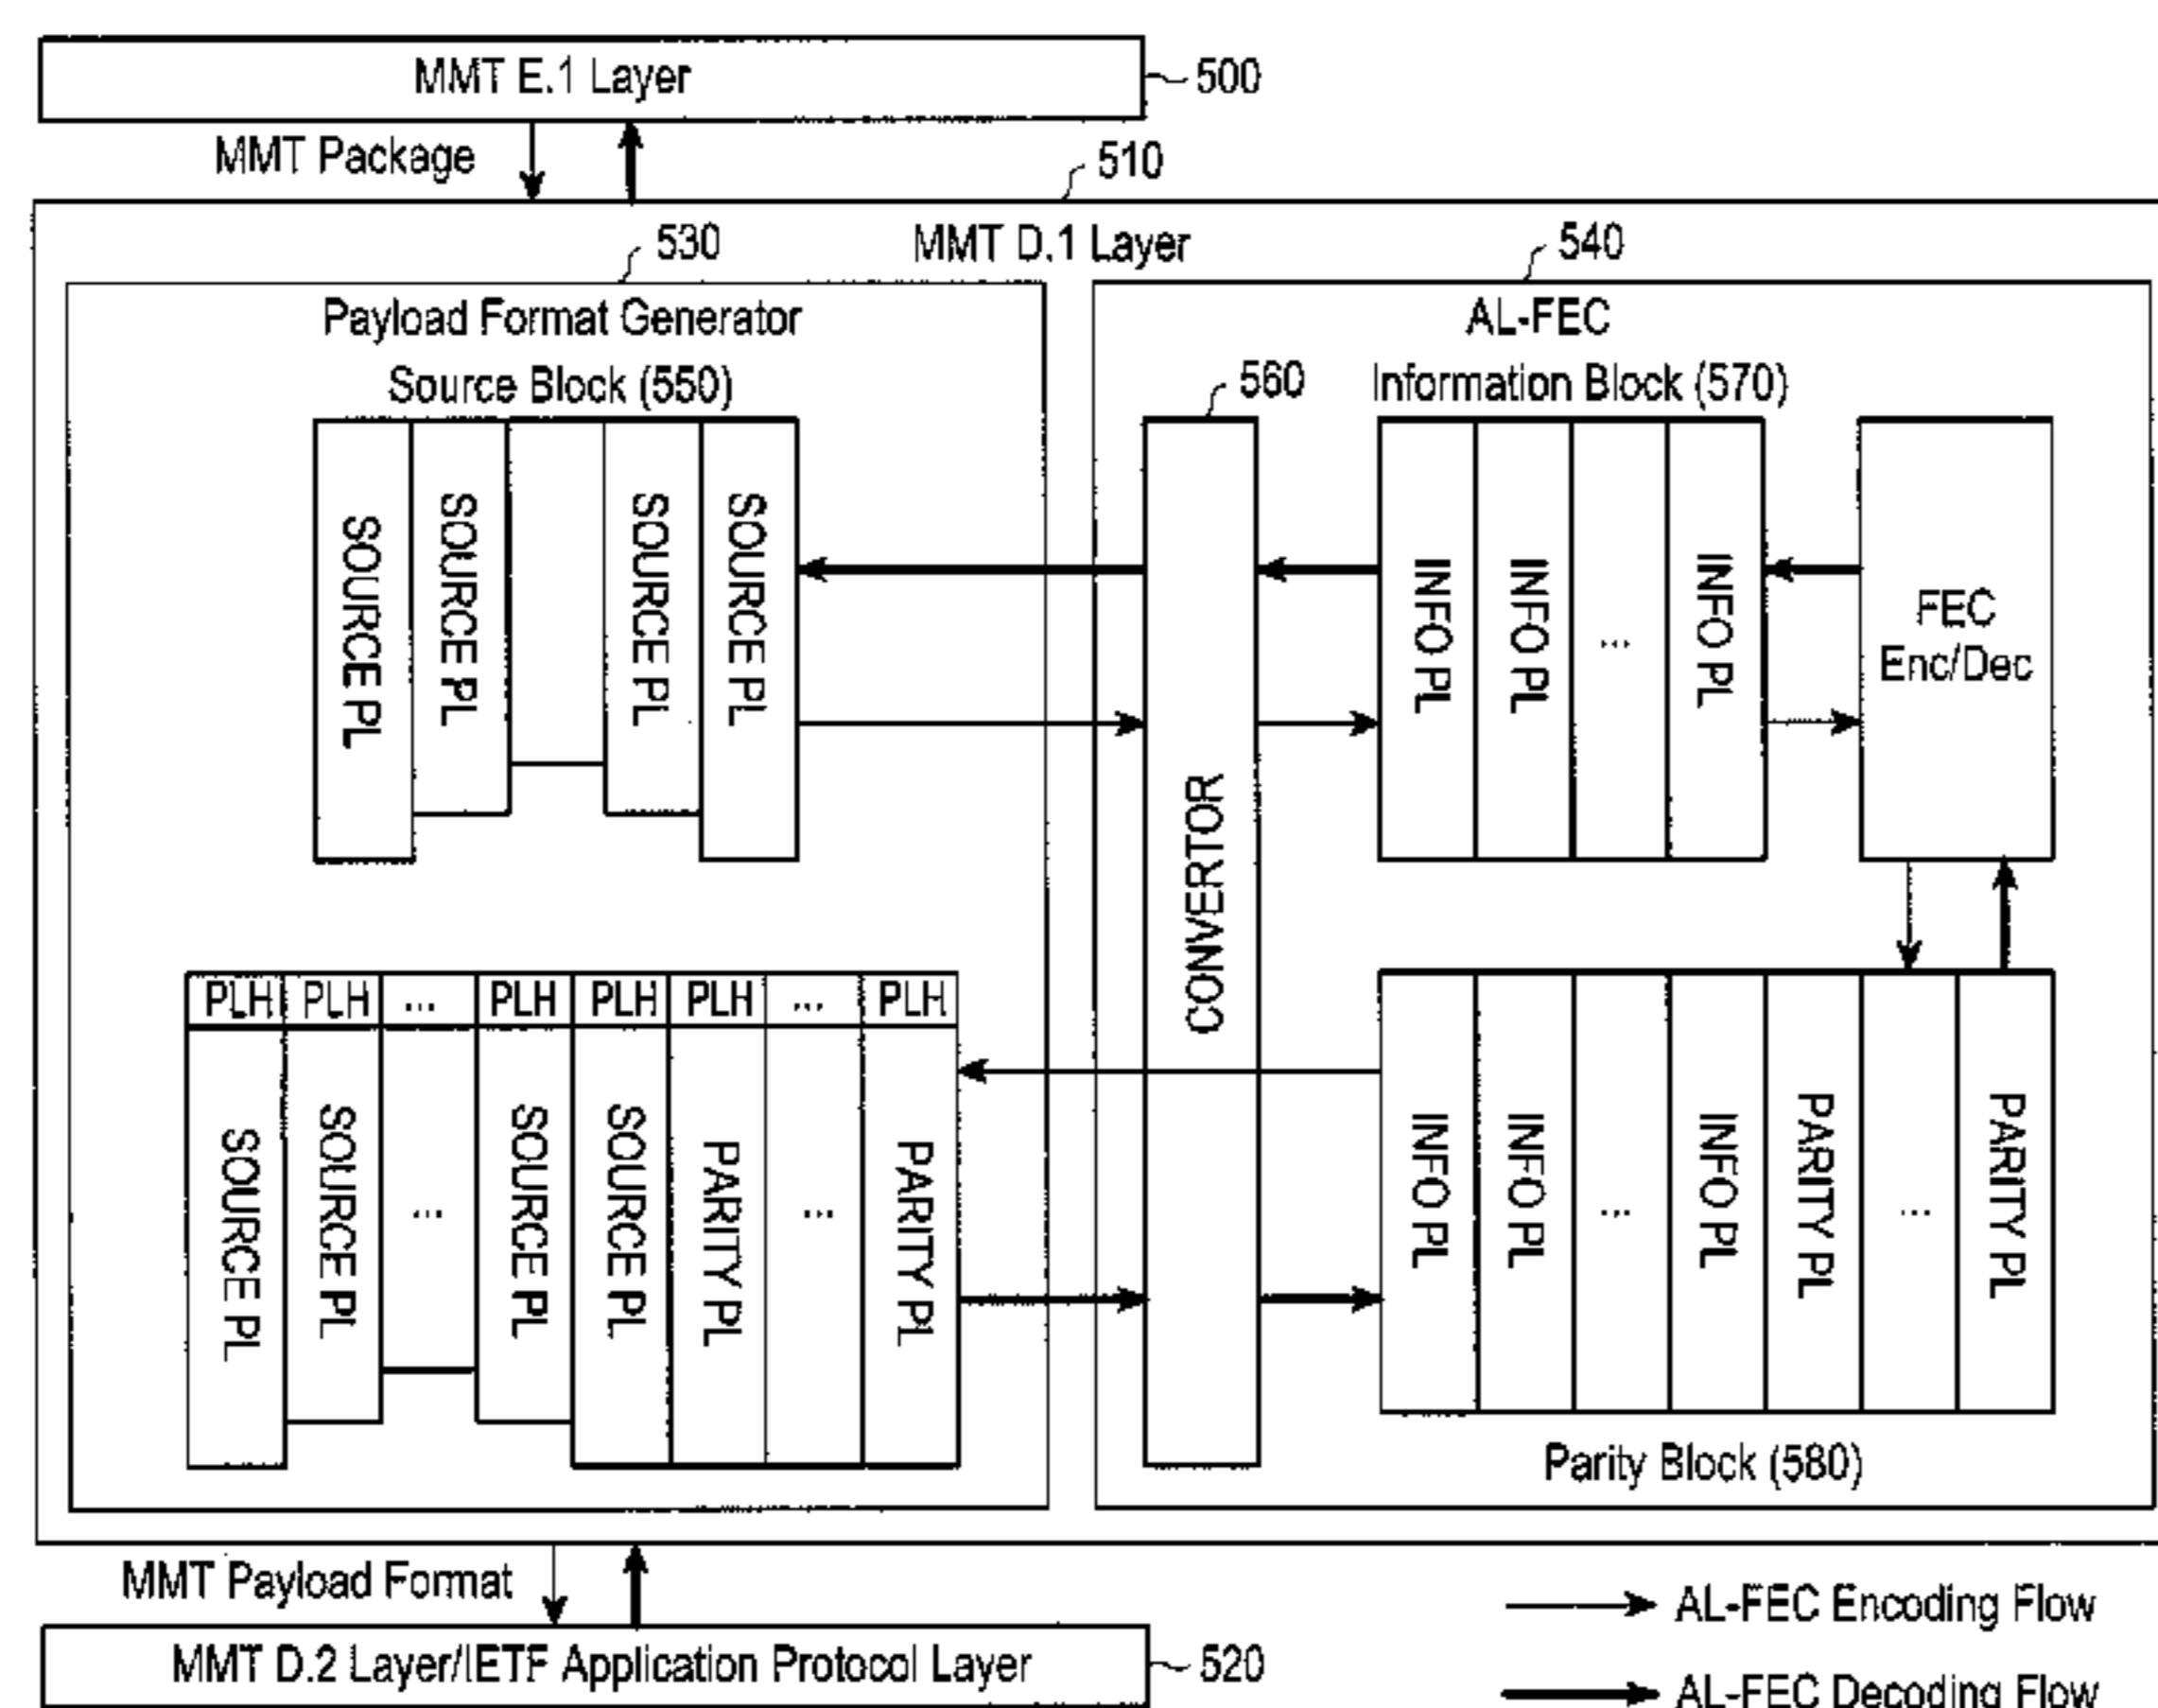 MMT E.1 Layer
500
MMT Package
510
MMT D.1 Layer
530
540
Payload Format Generator
AL-FEC
Source Block (550)
560
Information Block (570)
SOURCE PL
SOURCE PL
SOURCE PL
SOURCE PL
CONVERTOR
INFO PL
INFO PL
...
INFO PL
FEC
Enc/Dec
PLH
PLH
...
PLH
PLH
PLH
...
PLH
SOURCE PL
SOURCE PL
...
SOURCE PL
SOURCE PL
PARITY PL
...
PARITY PL
INFO PL
INFO PL
...
INFO PL
PARITY PL
...
PARITY PL
Parity Block (580)
MMT Payload Format
AL-FEC Encoding Flow
MMT D.2 Layer/IETF Application Protocol Layer
520
AL-FEC Decoding Flow